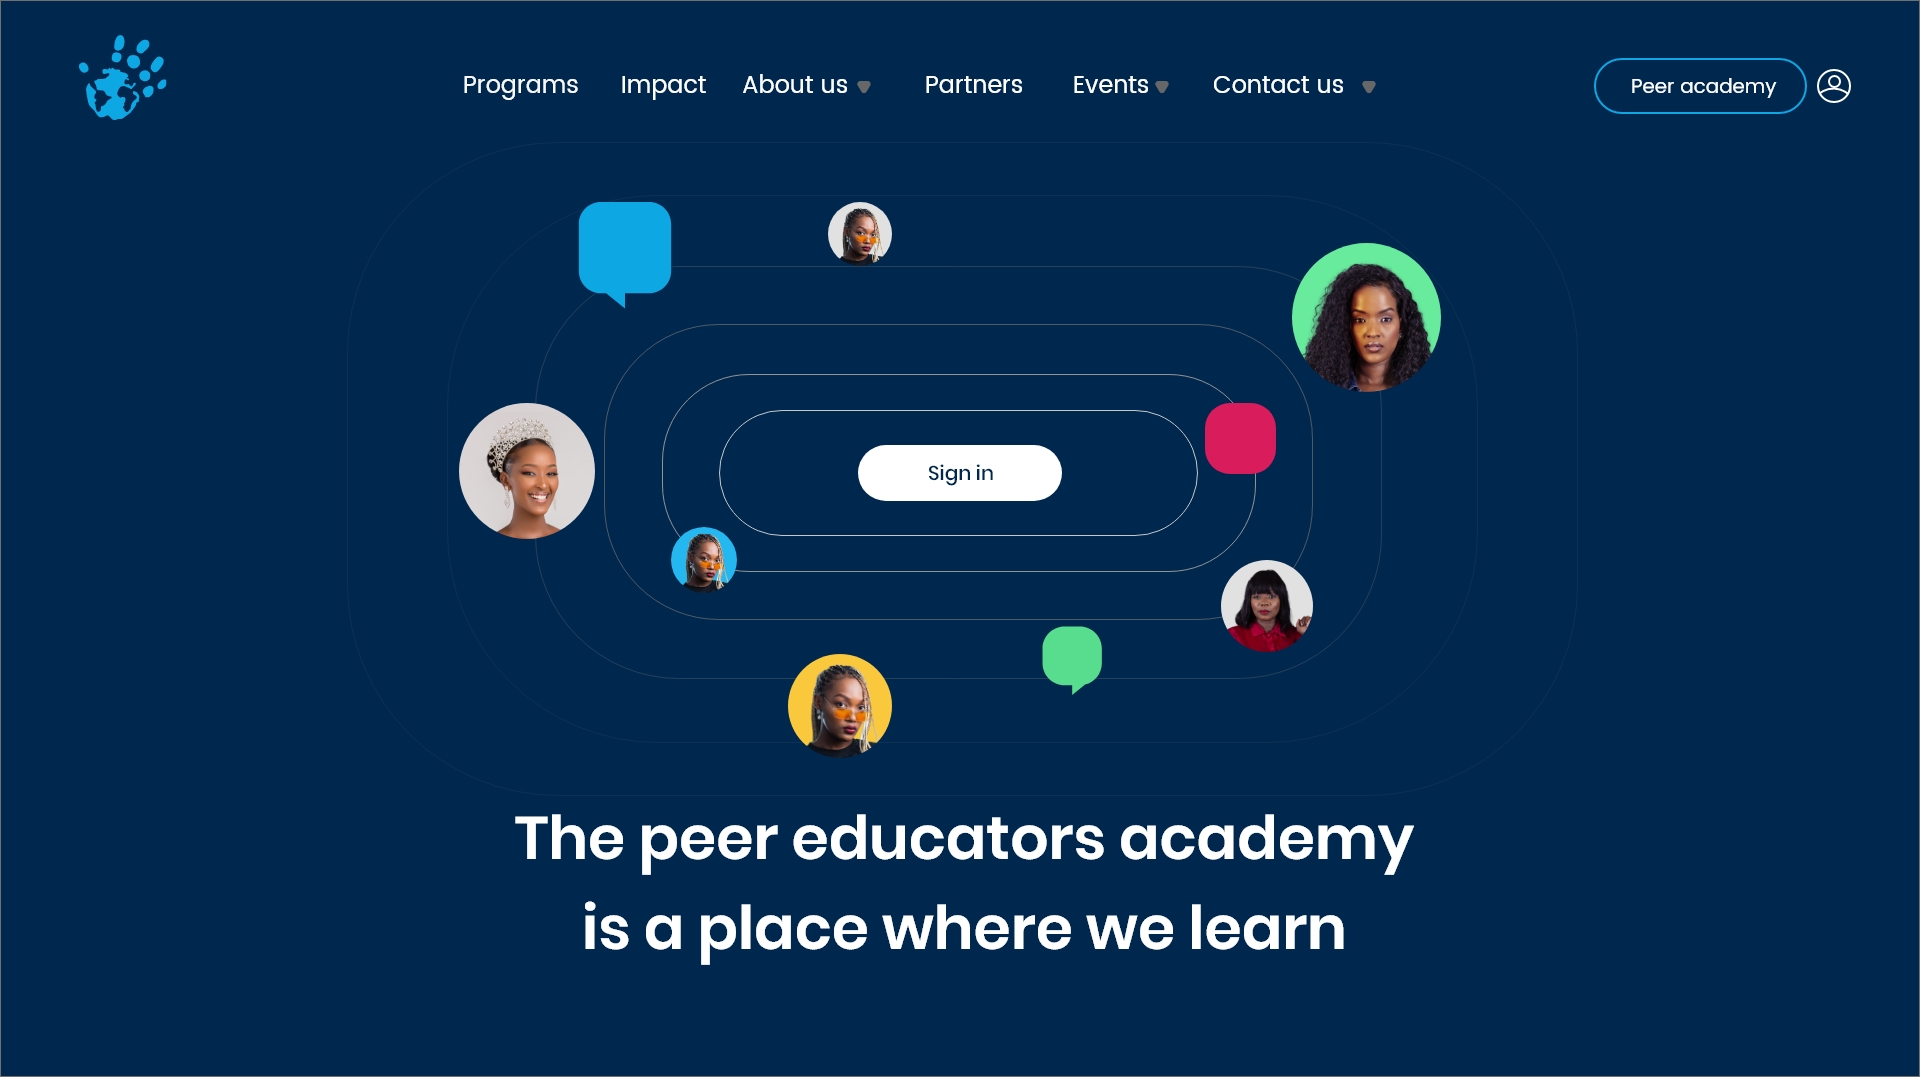 Programs Impact About us Partners Events Contact us Peer academy
Sign in
The peer educators academy
is a place where we learn